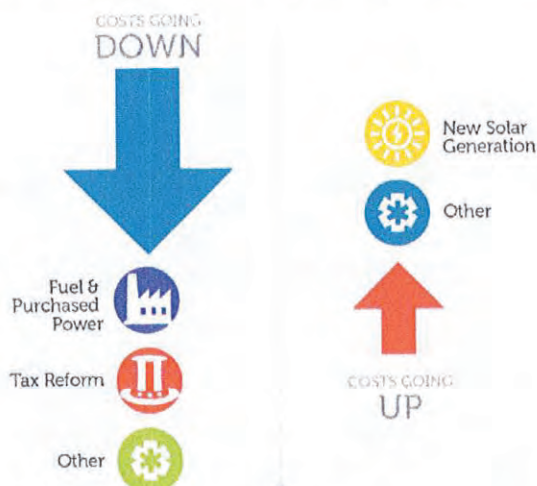 COSTS GOING
DOWN
Fuel &
Purchased
Power
Tax Reform
Other
New Solar
Generation
Other
COSTS GOING
UP